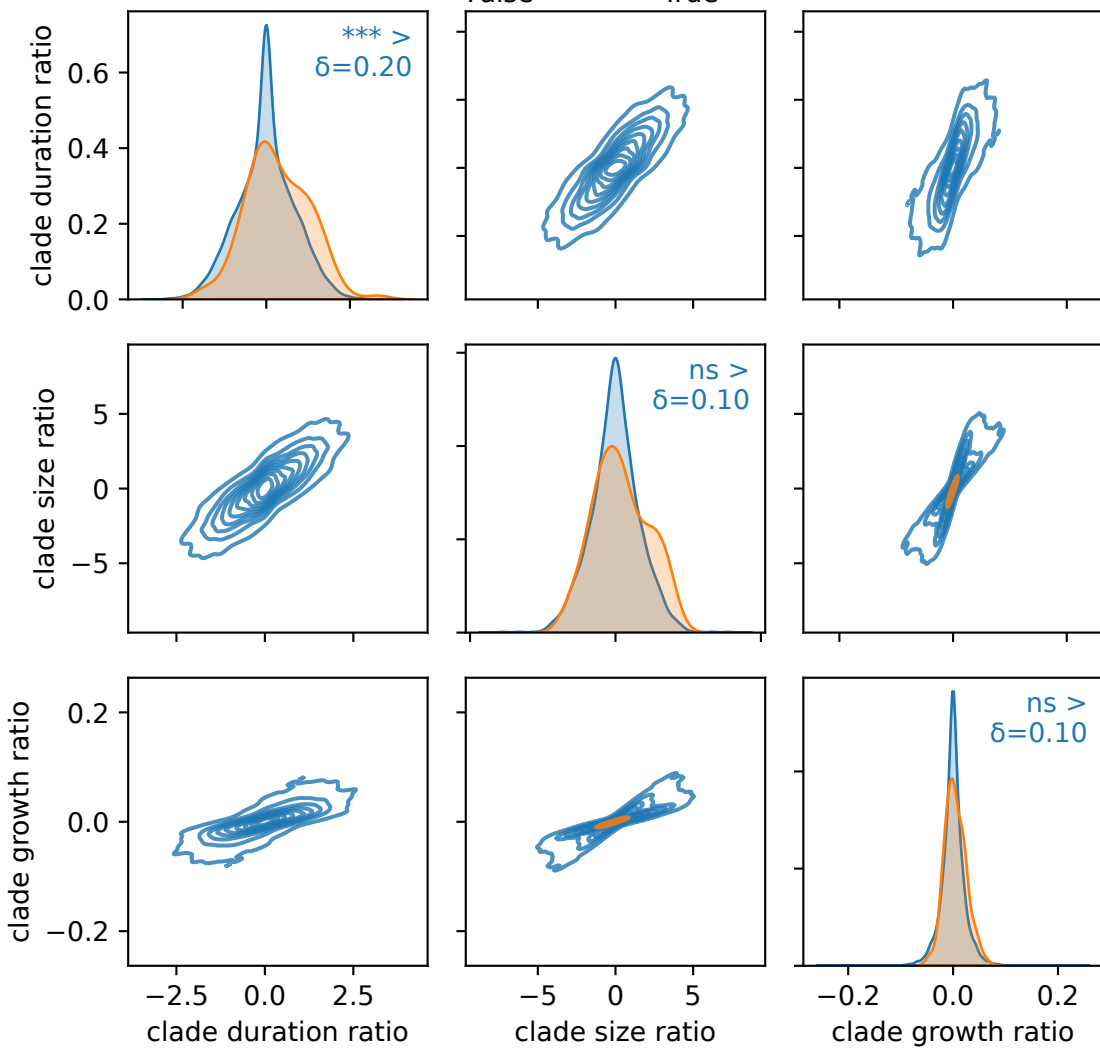 clade duration ratio
0.6
0.4
0.2
0.0
*** >
δ=0.20
clade size ratio
5
0
−5
ns >
δ=0.10
clade growth ratio
0.2
0.0
−0.2
ns >
δ=0.10
−2.5 0.0 2.5
−5 0 5
−0.2 0.0 0.2
clade duration ratio
clade size ratio
clade growth ratio